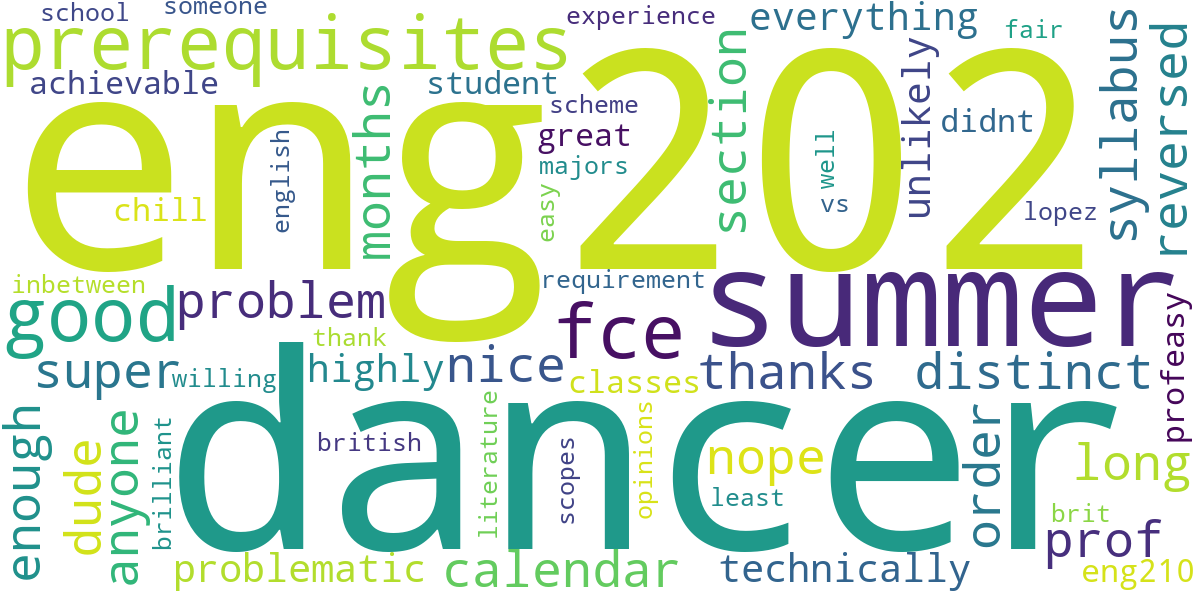 school
someone
experience
everything
fair
prerequisites
achievable
student
scheme
great
majors
didnt
eng202
english
chill
months
easy
section
well
vs
unlikely
lopez
syllabus
reversed
inbetween
good
problem
requirement
summer
fce
thank
super
willing
highly
nice
classes
thanks
distinct
profeasy
dancer
enough
dude
anyone
brilliant
british
literature
scopes
opinions
nope
least
order
long
brit
prof
problematic
calendar
technically
eng210